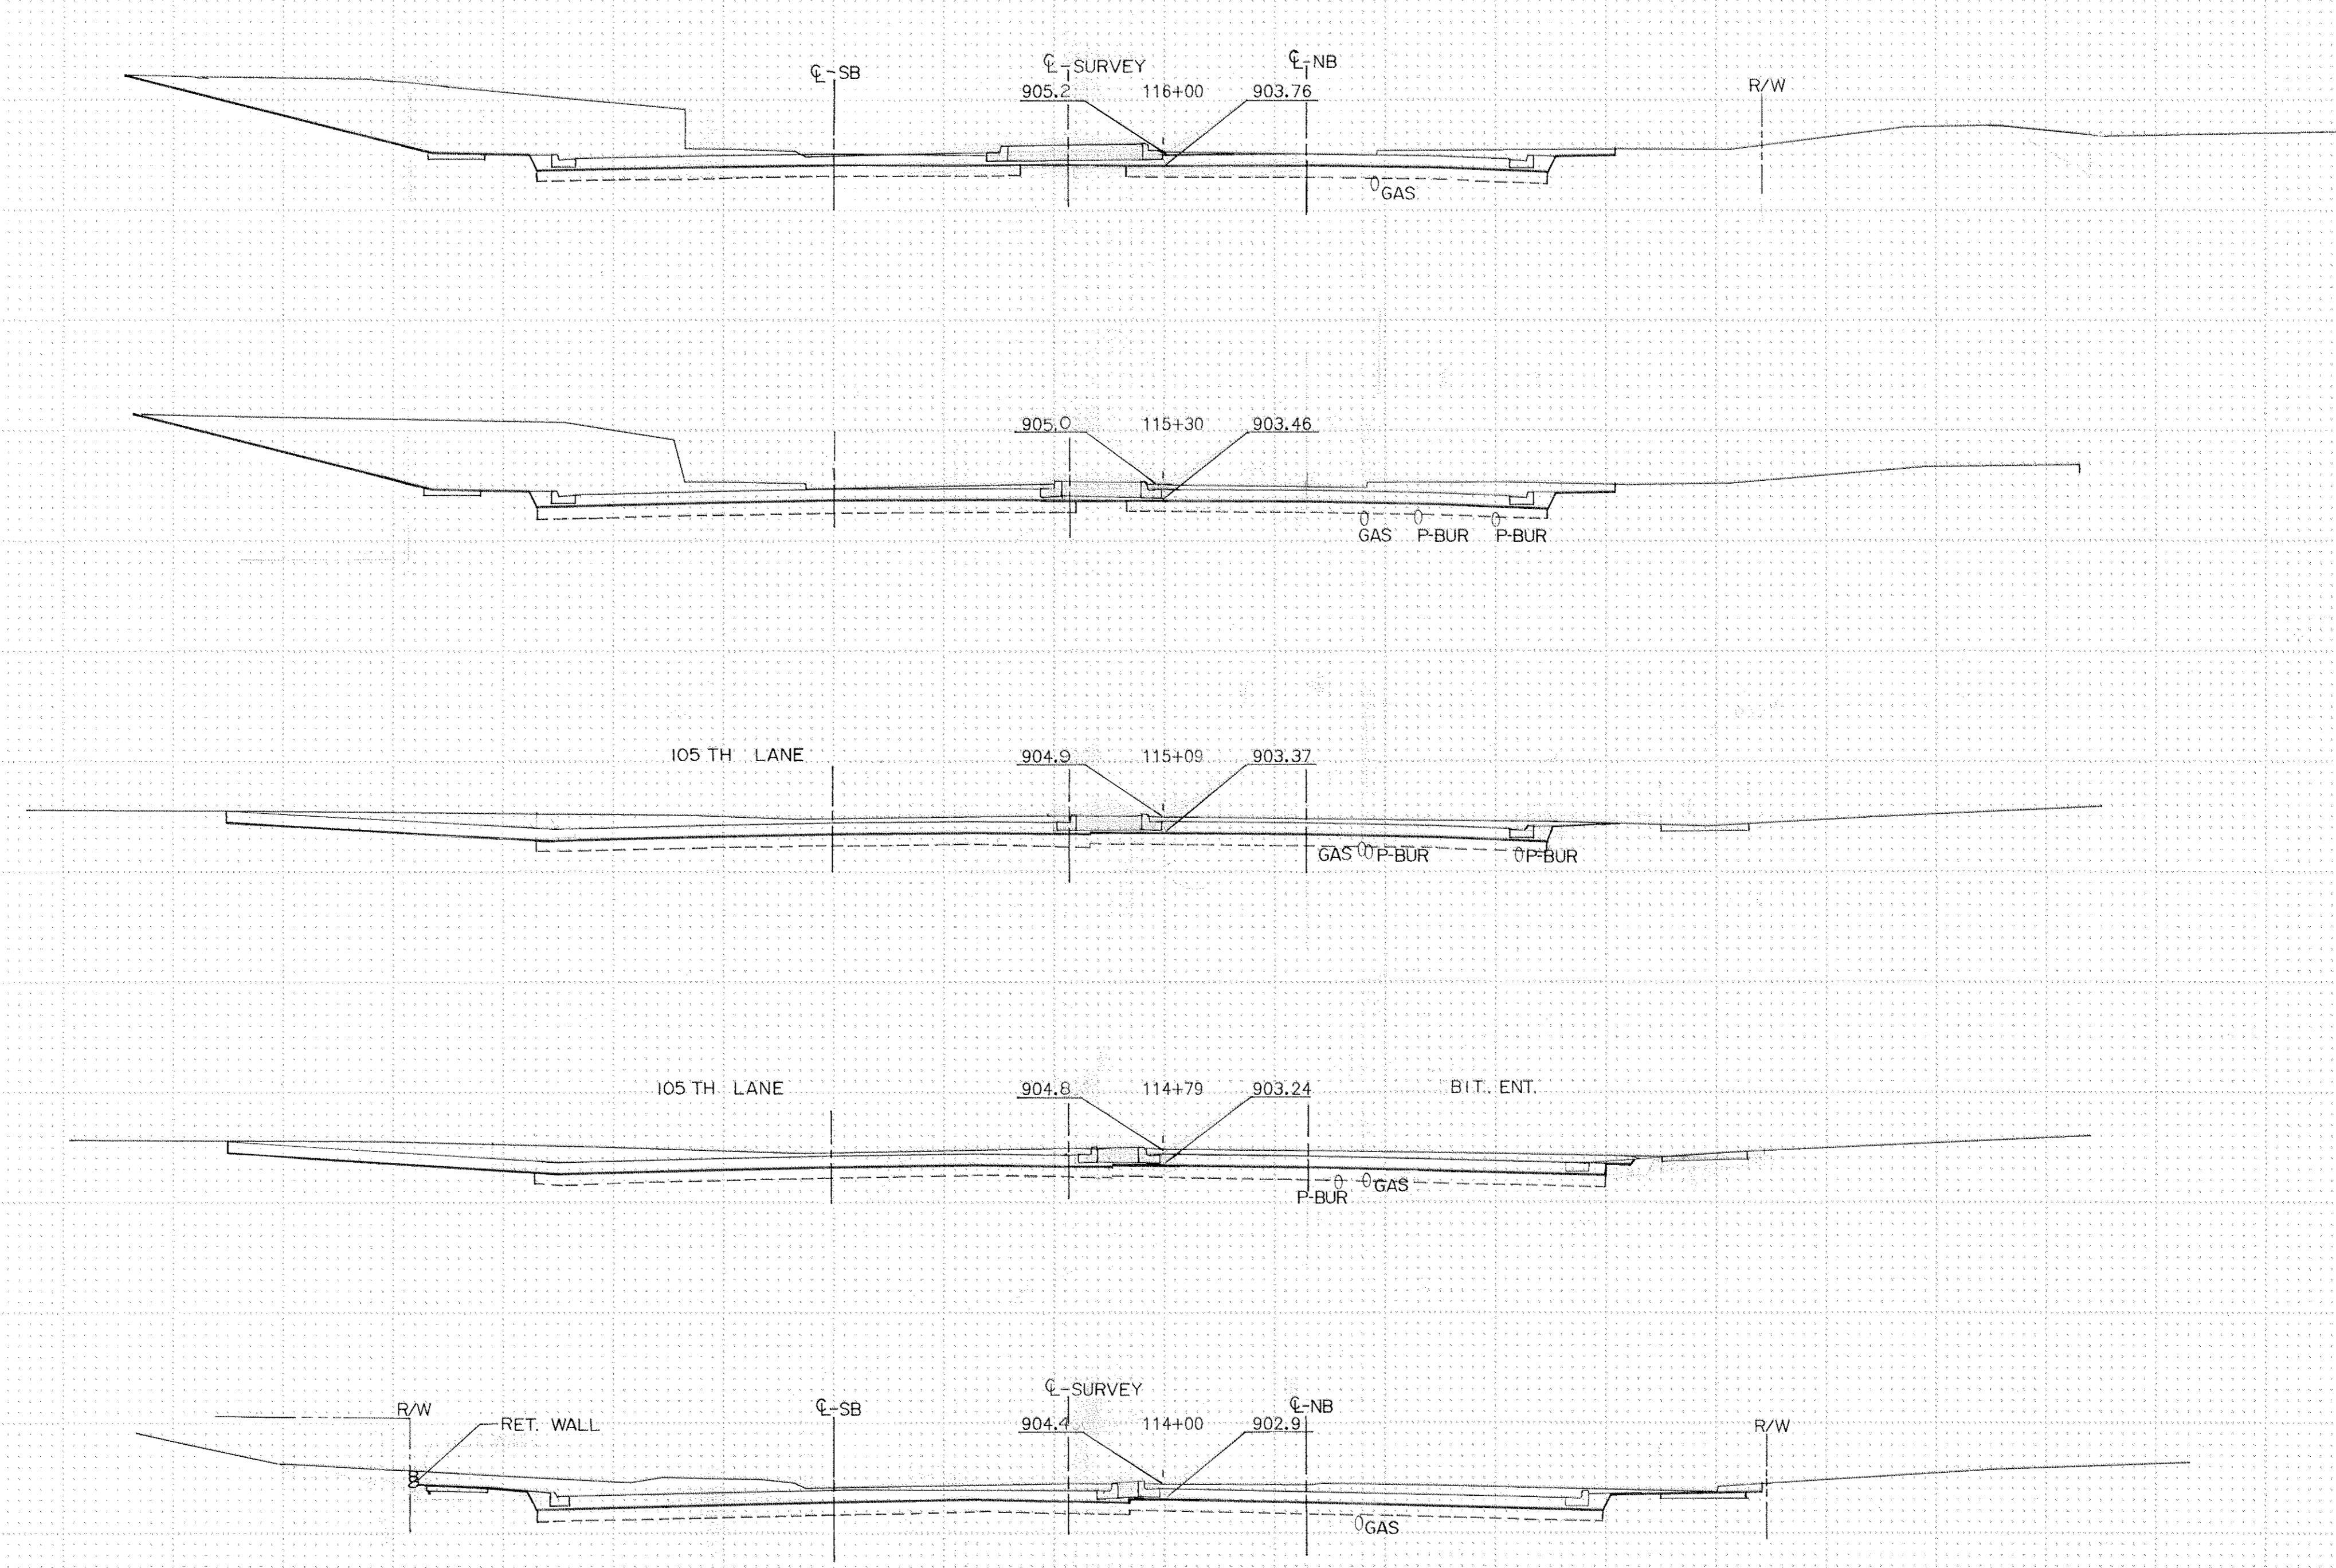 ℄-SB ℄-SURVEY ℄-NB
R/W
905.2 116+00 903.76
GAS
905.0 115+30 903.46
GAS P-BUR P-BUR
105 TH LANE 904.9 115+09 903.37
GAS P-BUR P-BUR
105 TH LANE 904.8 114+79 903.24 BIT. ENT.
GAS
P-BUR
℄-SURVEY
R/W ℄-SB ℄-NB
RET. WALL 904.4 114+00 902.9 R/W
GAS